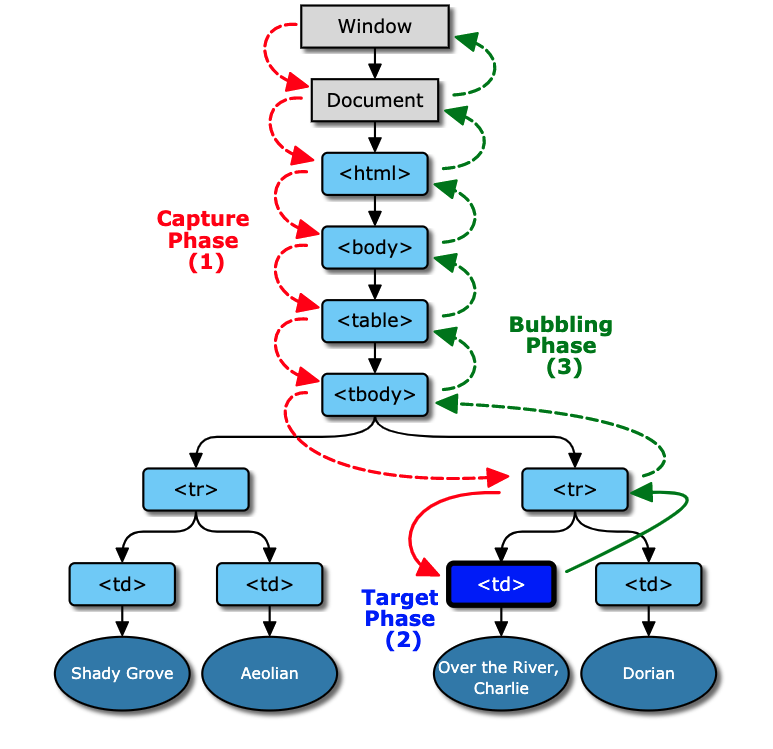 Window
Document
<html>
Capture
Phase
(1)
<body>
<table>
Bubbling
Phase
(3)
<tbody>
<tr>
<tr>
<td>
<td>
<td>
<td>
Target
Phase
(2)
Shady Grove
Aeolian
Over the River,
Charlie
Dorian